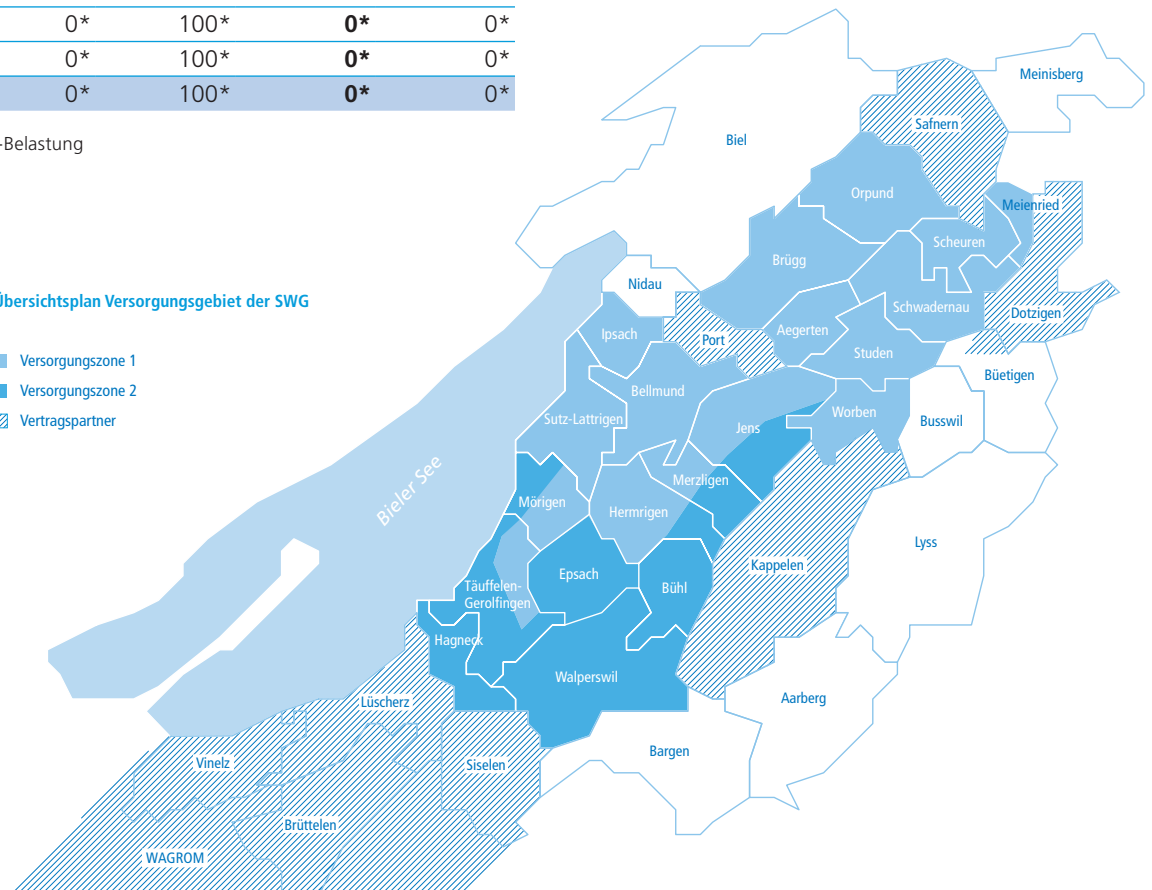 0* 100* 0* 0*
0* 100* 0* 0*
0* 100* 0* 0*
-Belastung
Übersichtsplan Versorgungsgebiet der SWG
Versorgungszone 1
Versorgungszone 2
Vertragspartner
Meinisberg
Safnern
Biel
Orpund
Meienried
Scheuren
Brügg
Nidau
Schwadernau
Dotzigen
Aegerten
Ipsach
Port
Studen
Büetigen
Bellmund
Worben
Sutz-Lattrigen
Busswil
Jens
Bieler See
Merzligen
Mörigen
Hermrigen
Lyss
Kappelen
Epsach
Täuffelen-
Gerolfingen
Bühl
Hagneck
Walperswil
Aarberg
Lüscherz
Bargen
Vinelz
Siselen
Brüttelen
WAGROM